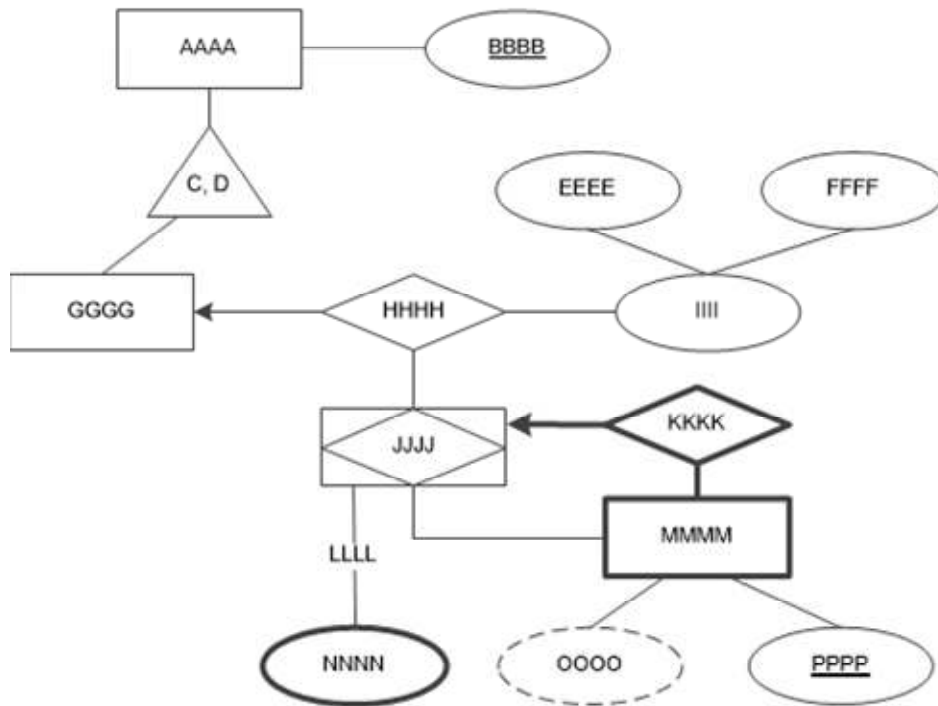 AAAA
BBBB
C, D
EEEE
FFFF
GGGG
HHHH
IIII
JJJJ
KKKK
LLLL
MMMM
NNNN
OOOO
PPPP